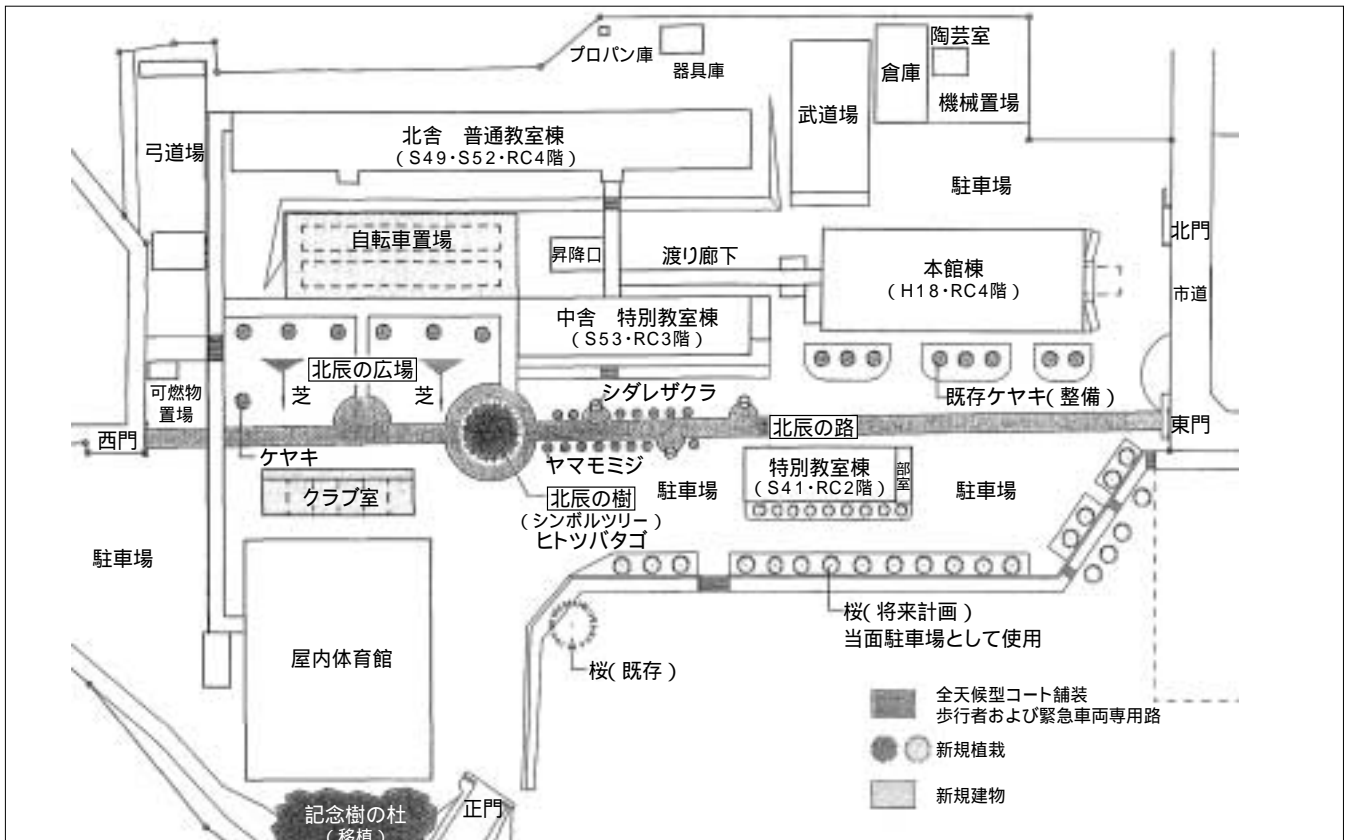 プロパン庫
器具庫
陶芸室
倉庫
機械置場
武道場
弓道場
北舎 普通教室棟
(S49・S52・RC4階)
駐車場
自転車置場
昇降口
渡り廊下
本館棟
(H18・RC4階)
北門
市道
中舎 特別教室棟
(S53・RC3階)
北辰の広場
芝
芝
可燃物
置場
シダレザクラ
既存ケヤキ(整備)
北辰の路
東門
西門
ケヤキ
ヤマモミジ
クラブ室
北辰の樹
(シンボルツリー)
ヒトツバタゴ
駐車場
特別教室棟
(S41・RC2階)
部室
駐車場
駐車場
屋内体育館
桜(既存)
桜(将来計画)
当面駐車場として使用
全天候型コート舗装
歩行者および緊急車両専用路
新規植栽
新規建物
記念樹の杜
(移植)
正門